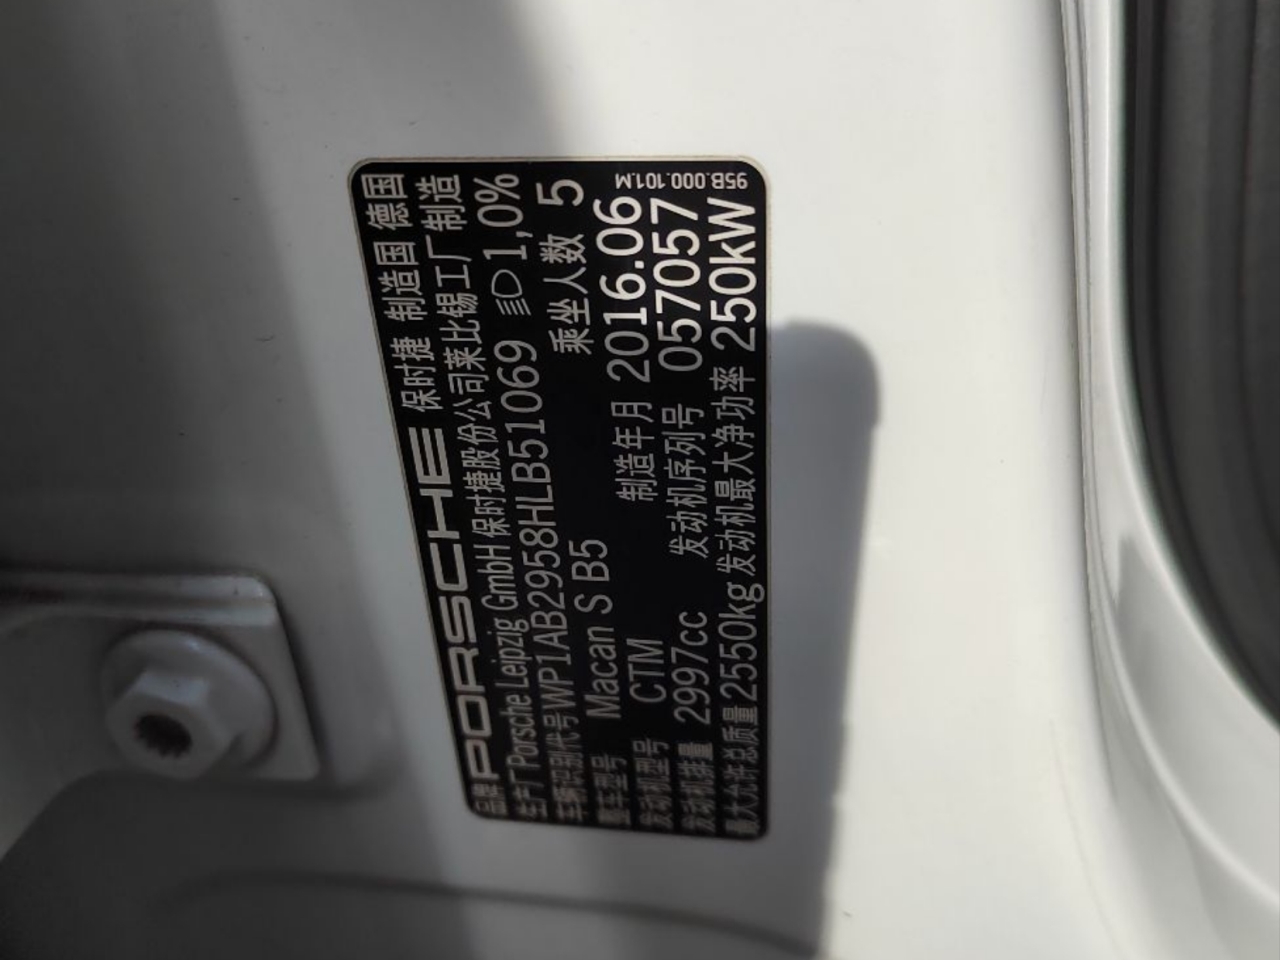 品牌 PORSCHE 保时捷 制造国 德国
生产厂 Porsche Leipzig GmbH 保时捷股份公司莱比锡工厂制造
车辆识别代号 WP1AB2958HLB51069 1,0%
整车型号 Macan S B5 乘坐人数 5
发动机型号 CTM 制造年月 2016.06
发动机排量 2997cc 发动机序列号 057057
最大允许总质量 2550kg 发动机最大净功率 250kW
95B.000.101.M